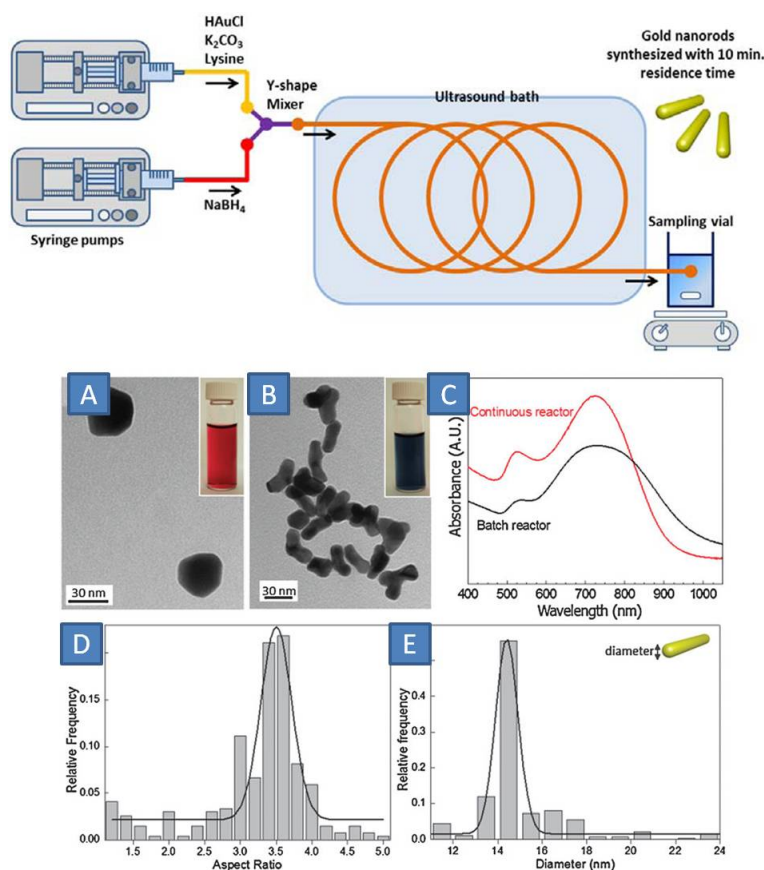 HAuCl
K2CO3
Lysine
Y-shape
Mixer
Ultrasound bath
Gold nanorods
synthesized with 10 min.
residence time
NaBH4
Syringe pumps
Sampling vial
A
30 nm
B
30 nm
C
Continuous reactor
Batch reactor
Absorbance (A.U.)
400 500 600 700 800 900 1000
Wavelength (nm)
D
Relative Frequency
0.20
0.15
0.10
0.05
0.00
1.5 2.0 2.5 3.0 3.5 4.0 4.5 5.0
Aspect Ratio
E
diameter
Relative frequency
0.4
0.3
0.2
0.1
0.0
12 14 16 18 20 22 24
Diameter (nm)